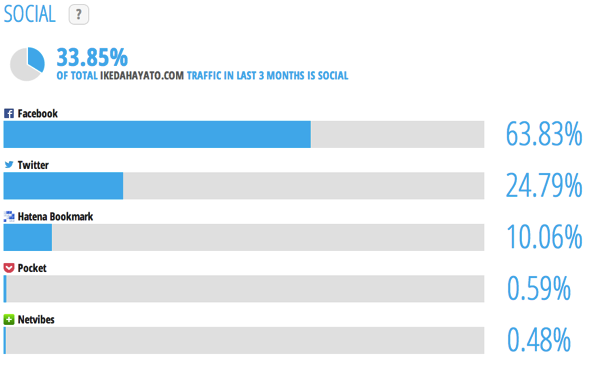 SOCIAL ?
33.85%
OF TOTAL IKEDAHAYATO.COM TRAFFIC IN LAST 3 MONTHS IS SOCIAL
Facebook
63.83%
Twitter
24.79%
Hatena Bookmark
10.06%
Pocket
0.59%
Netvibes
0.48%